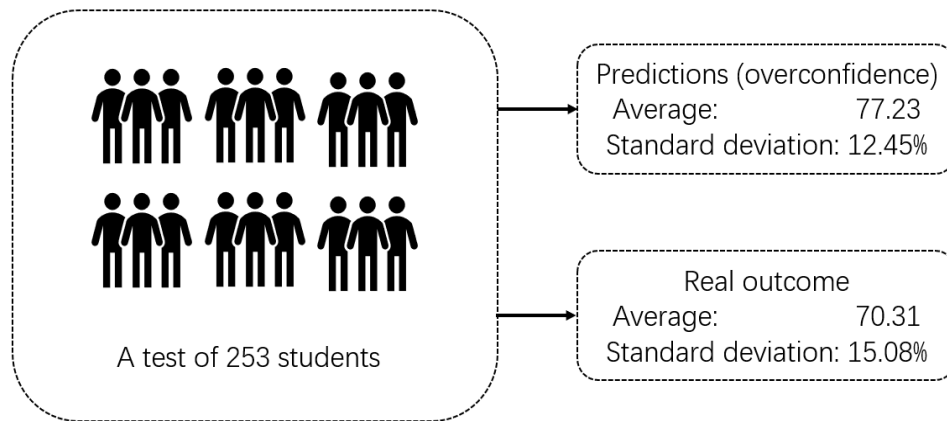 A test of 253 students
Predictions (overconfidence)
Average: 77.23
Standard deviation: 12.45%
Real outcome
Average: 70.31
Standard deviation: 15.08%